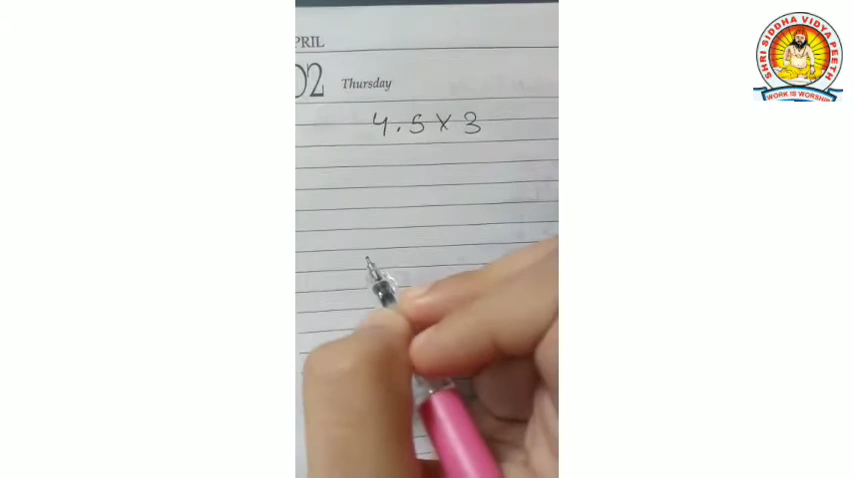 PRIL
02 Thursday
4.5 X 3
SHRI SIDDHA VIDYA PEETH
WORK IS WORSHIP